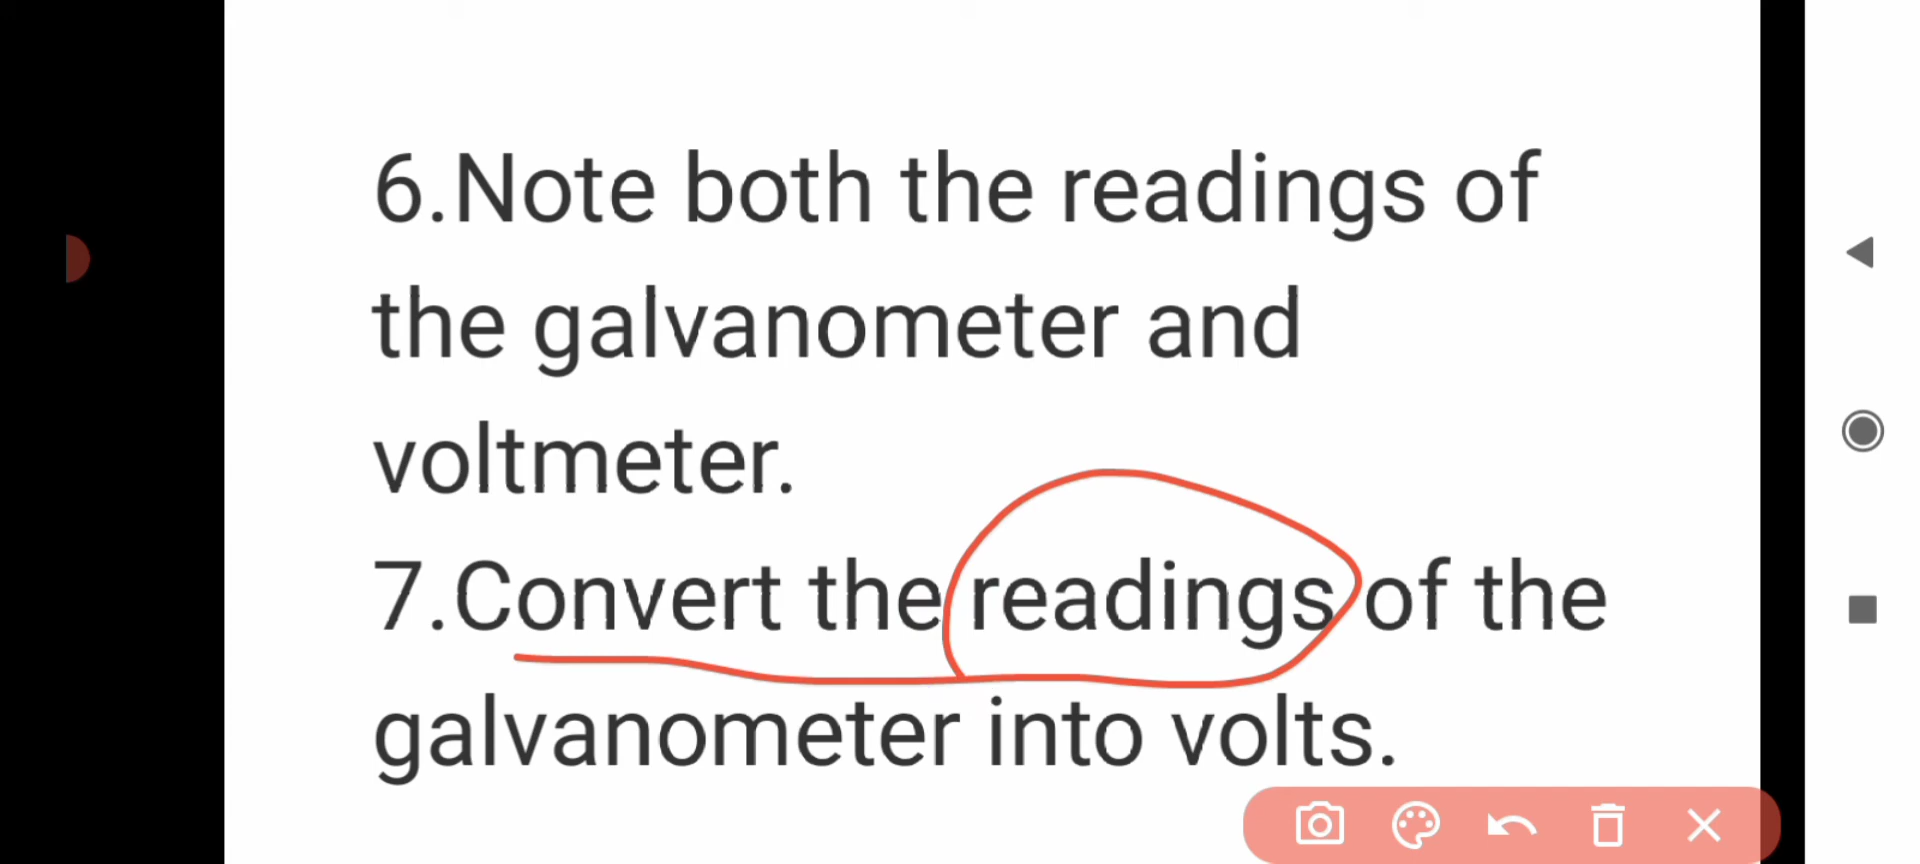 6.Note both the readings of
the galvanometer and
voltmeter.
7.Convert the readings of the
galvanometer into volts.